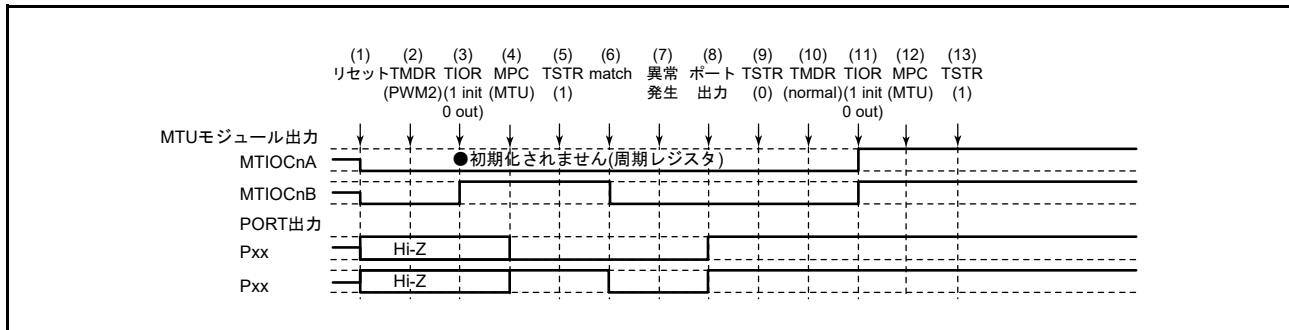 (1) (2) (3) (4) (5) (6) (7) (8) (9) (10) (11) (12) (13)
リセット TMDR TIOR MPC TSTR match 異常 ポート TSTR TMDR TIOR MPC TSTR
(PWM2) (1 init (MTU) (1) 発生 出力 (0) (normal) (1 init (MTU) (1)
0 out) 0 out)
MTUモジュール出力
MTIOCnA ●初期化されません(周期レジスタ)
MTIOCnB
PORT出力
Pxx Hi-Z
Pxx Hi-Z